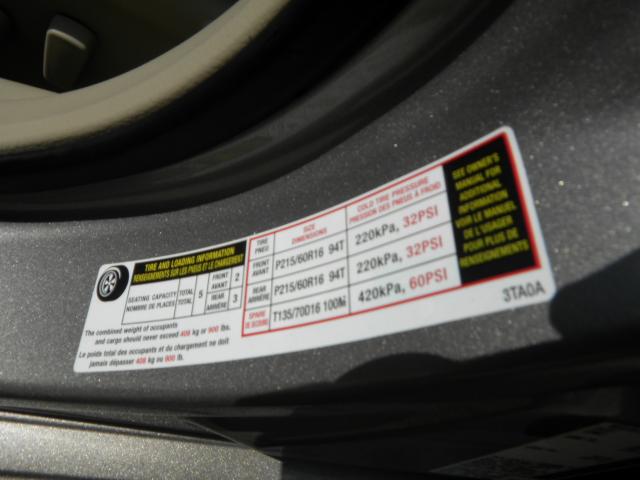 TIRE AND LOADING INFORMATION
RENSEIGNEMENTS SUR LES PNEUS ET LE CHARGEMENT
SEATING CAPACITY TOTAL 5 FRONT 2
NOMBRE DE PLACES TOTAL AVANT
REAR 3
ARRIÈRE
The combined weight of occupants
and cargo should never exceed 408 kg or 900 lbs.
Le poids total des occupants et du chargement ne doit
jamais dépasser 408 kg ou 900 lb.
TIRE SIZE COLD TIRE PRESSURE
PNEU DIMENSIONS PRESSION DES PNEUS À FROID
FRONT
AVANT P215/60R16 94T 220kPa, 32PSI
REAR
ARRIÈRE P215/60R16 94T 220kPa, 32PSI
SPARE
DE SECOURS T135/70D16 100M 420kPa, 60PSI
SEE OWNER'S
MANUAL FOR
ADDITIONAL
INFORMATION
VOIR LE MANUEL
DE L'USAGER
POUR PLUS DE
RENSEIGNEMENTS
3TA0A